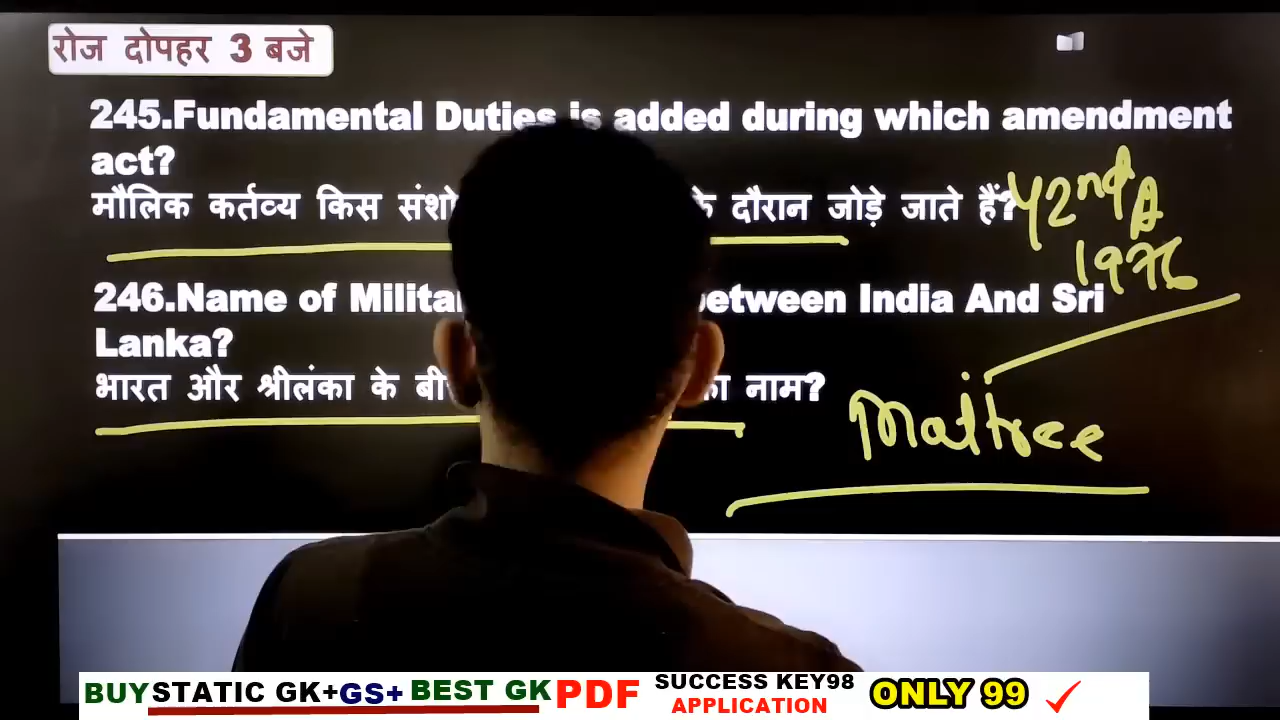 रोज दोपहर 3 बजे
245.Fundamental Duties is added during which amendment
act?
मौलिक कर्तव्य किस के दौरान जोड़े जाते हैं?
42nd A
1976
246.Name of between India And Sri
Lanka?
भारत और श्रीलंका के का नाम?
Maitree
BUY STATIC GK+GS+ BEST GK PDF
SUCCESS KEY98
APPLICATION
ONLY 99